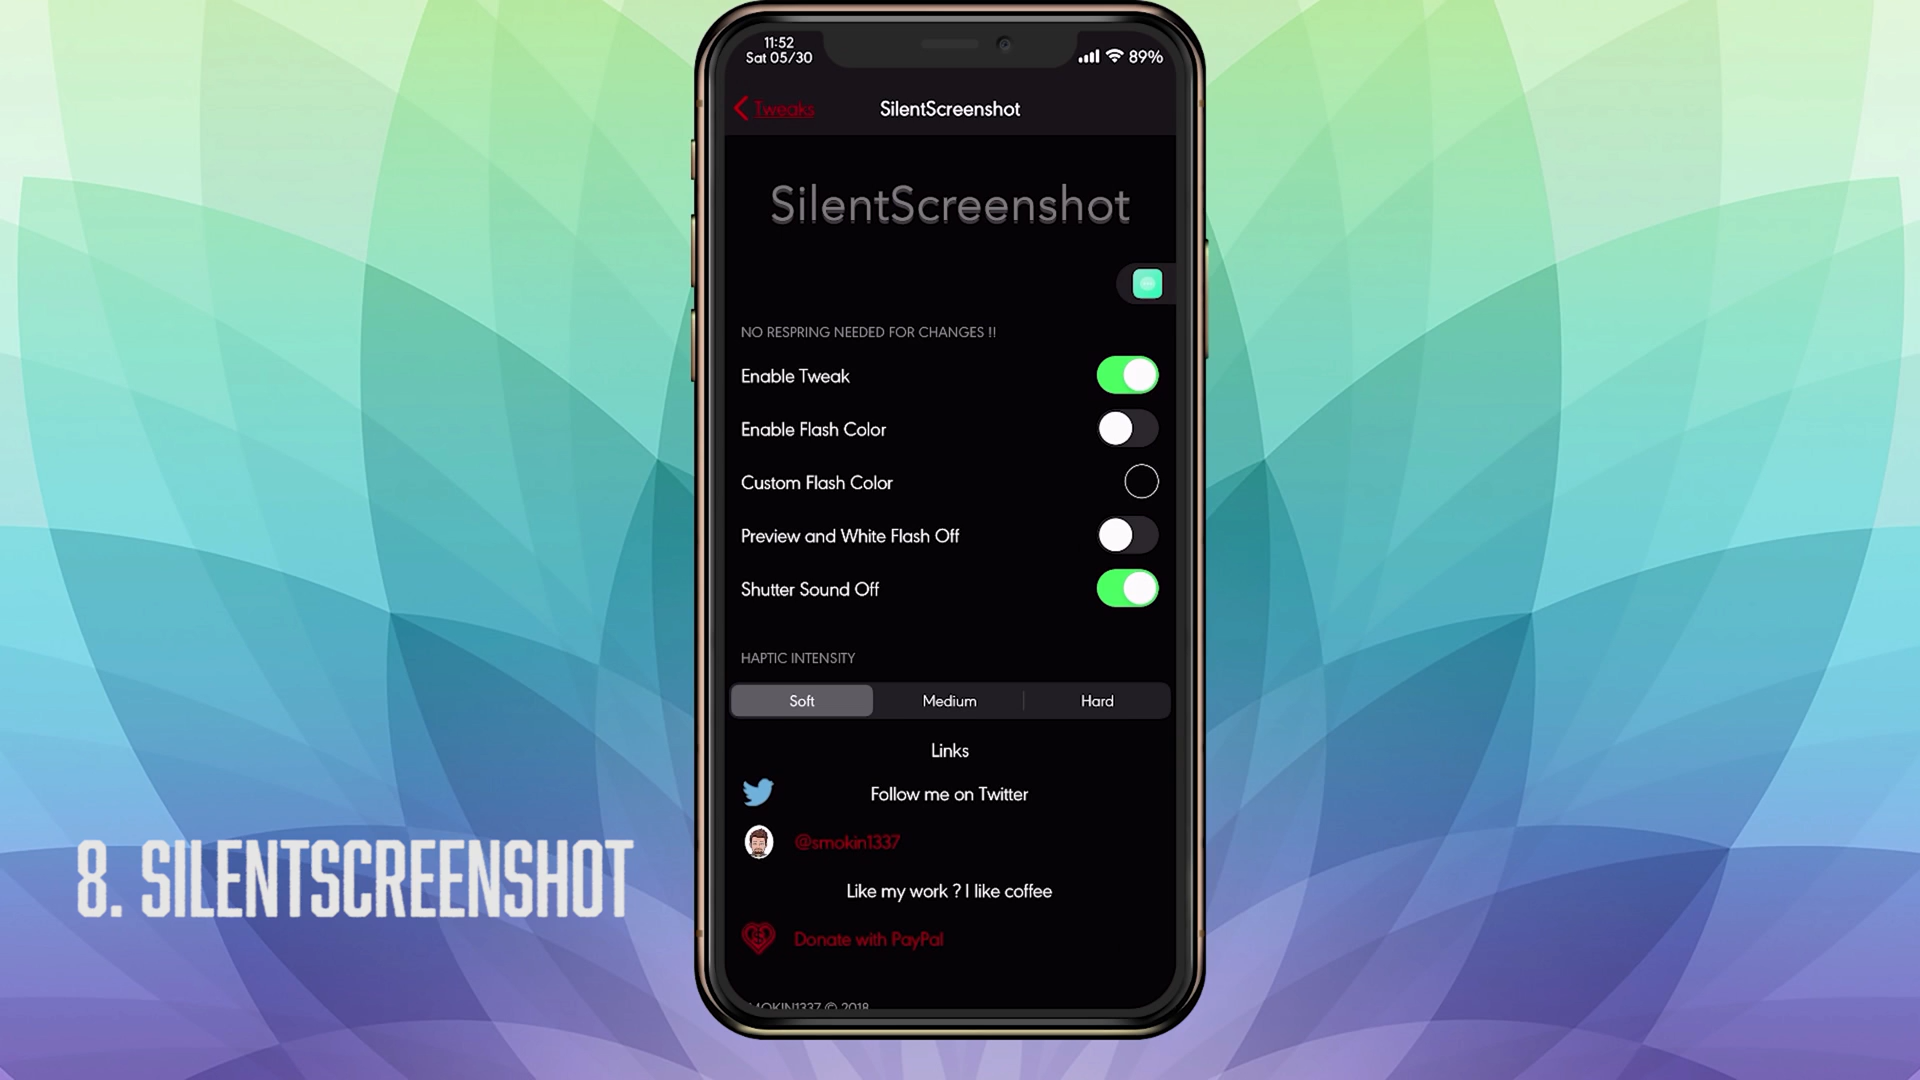 11:52
Sat 05/30
89%
Tweaks
SilentScreenshot
SilentScreenshot
NO RESPRING NEEDED FOR CHANGES !!
Enable Tweak
Enable Flash Color
Custom Flash Color
Preview and White Flash Off
Shutter Sound Off
HAPTIC INTENSITY
Soft Medium Hard
Links
Follow me on Twitter
@smokin1337
Like my work ? I like coffee
Donate with PayPal
MOKIN1337 © 2018
8. SILENTSCREENSHOT